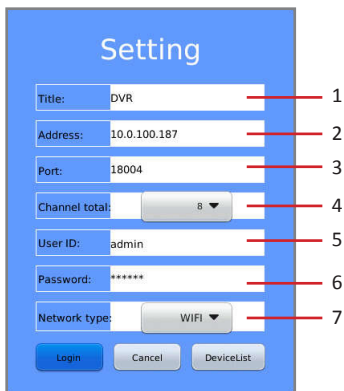 Setting
Title: DVR 1
Address: 10.0.100.187 2
Port: 18004 3
Channel total: 8 4
User ID: admin 5
Password: ****** 6
Network type: WIFI 7
Login Cancel DeviceList